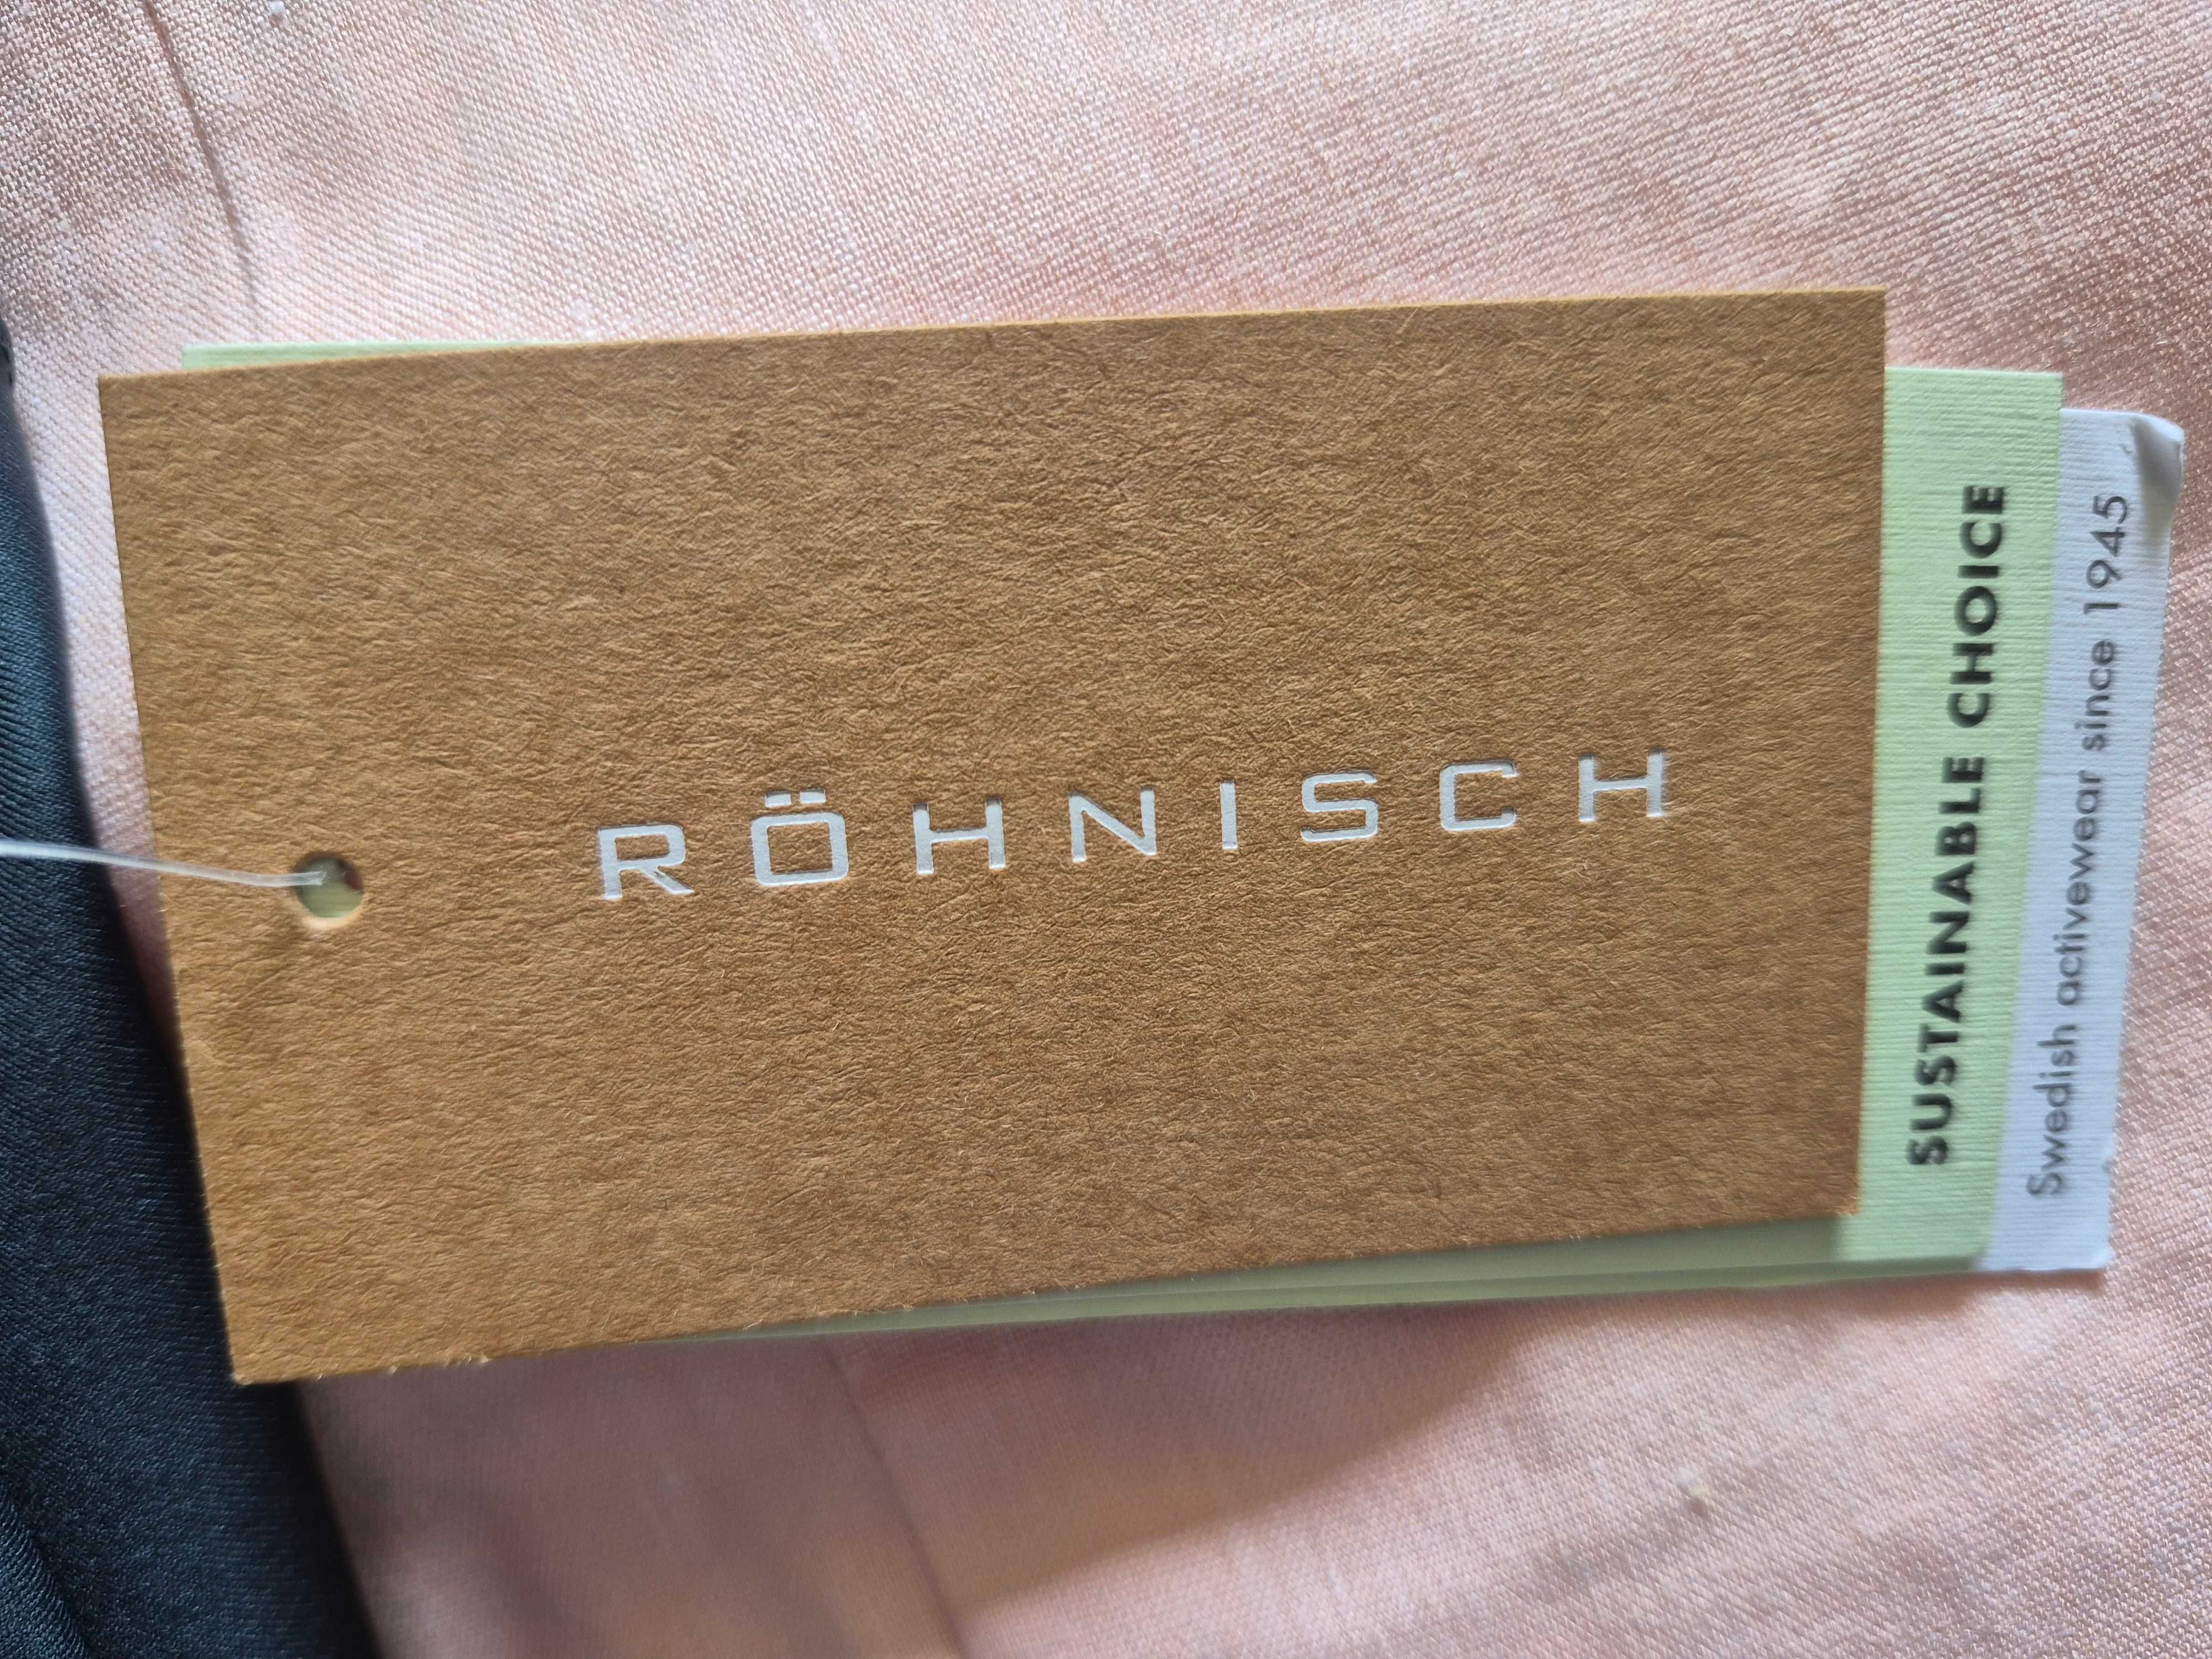 RÖHNISCH
SUSTAINABLE CHOICE
Swedish activewear since 1945